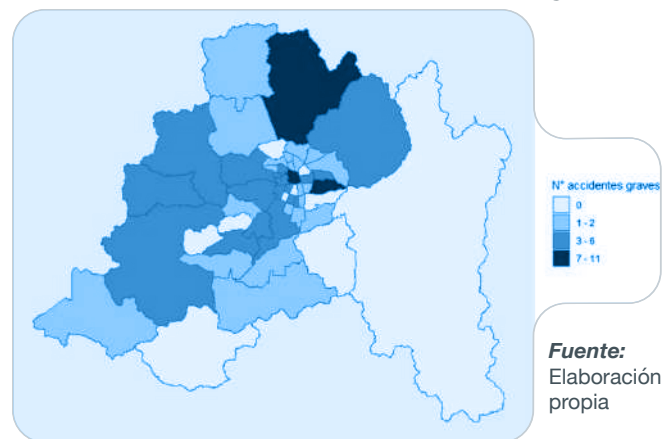 N° accidentes graves
0
1 - 2
3 - 6
7 - 11
Fuente:
Elaboración
propia